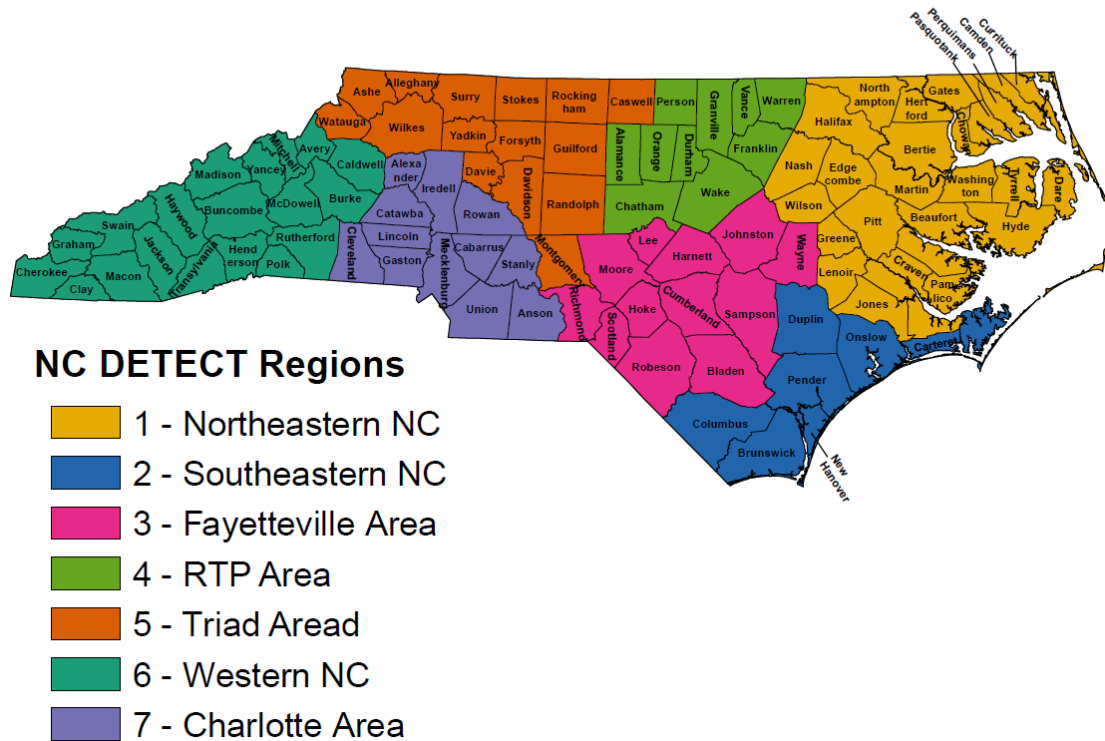 Currituck
Camden
Perquimans
Pasquotank
Ashe
Alleghany
Surry
Stokes
Rocking
ham
Caswell
Person
Granville
Vance
Warren
North
ampton
Hert
ford
Gates
Watauga
Wilkes
Yadkin
Forsyth
Guilford
Alamance
Orange
Durham
Franklin
Halifax
Bertie
Chowan
Avery
Mitchell
Caldwell
Alexa
nder
Iredell
Davie
Davidson
Randolph
Chatham
Wake
Nash
Edge
combe
Martin
Washing
ton
Tyrrell
Dare
Madison
Yancey
Burke
McDowell
Buncombe
Haywood
Catawba
Rowan
Wilson
Pitt
Beaufort
Hyde
Swain
Graham
Jackson
Transylvania
Hend
erson
Rutherford
Polk
Cleveland
Lincoln
Gaston
Mecklenburg
Cabarrus
Stanly
Montgomery
Moore
Lee
Harnett
Johnston
Wayne
Greene
Lenoir
Craven
Pam
lico
Jones
Cherokee
Clay
Macon
Union
Anson
Richmond
Scotland
Hoke
Cumberland
Sampson
Duplin
Onslow
Carteret
Robeson
Bladen
Pender
Columbus
Brunswick
New
Hanover
NC DETECT Regions
1 - Northeastern NC
2 - Southeastern NC
3 - Fayetteville Area
4 - RTP Area
5 - Triad Aread
6 - Western NC
7 - Charlotte Area